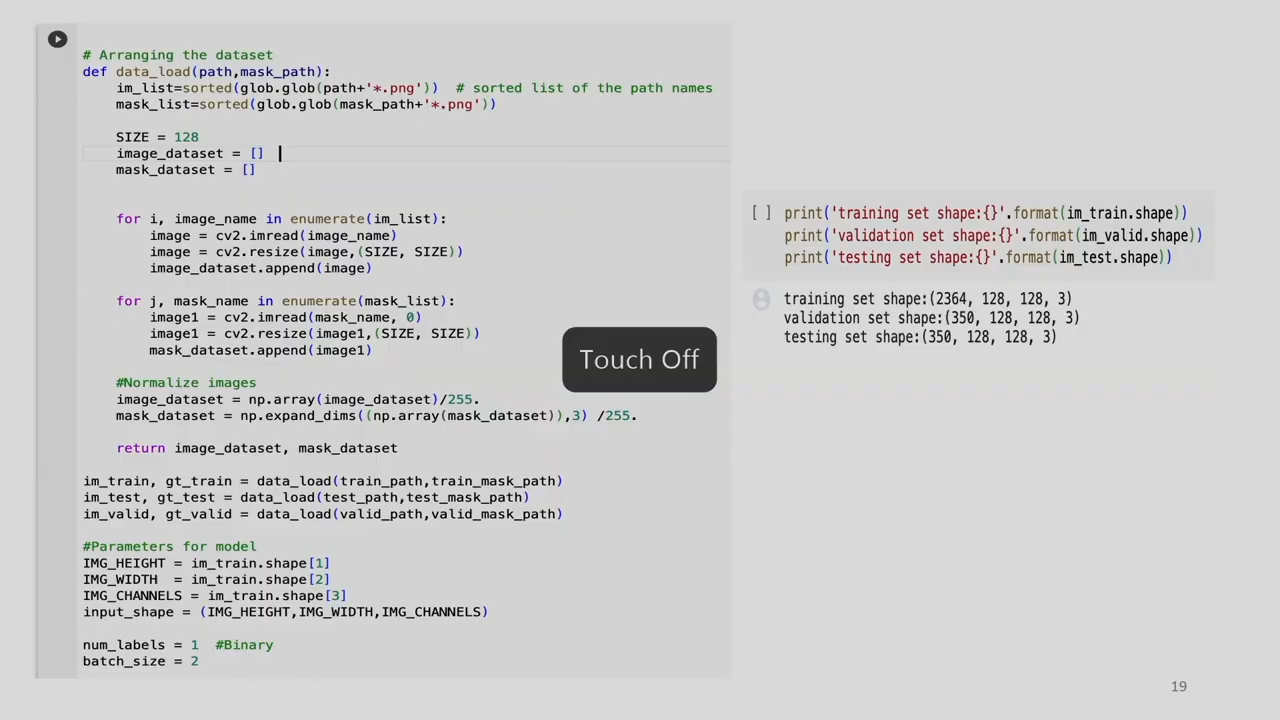 # Arranging the dataset
def data_load(path,mask_path):
    im_list=sorted(glob.glob(path+'*.png'))  # sorted list of the path names
    mask_list=sorted(glob.glob(mask_path+'*.png'))
    SIZE = 128
    image_dataset = []
    mask_dataset = []
    for i, image_name in enumerate(im_list):
        image = cv2.imread(image_name)
        image = cv2.resize(image,(SIZE, SIZE))
        image_dataset.append(image)
    for j, mask_name in enumerate(mask_list):
        image1 = cv2.imread(mask_name, 0)
        image1 = cv2.resize(image1,(SIZE, SIZE))
        mask_dataset.append(image1)
    #Normalize images
    image_dataset = np.array(image_dataset)/255.
    mask_dataset = np.expand_dims((np.array(mask_dataset)),3) /255.
    return image_dataset, mask_dataset
im_train, gt_train = data_load(train_path,train_mask_path)
im_test, gt_test = data_load(test_path,test_mask_path)
im_valid, gt_valid = data_load(valid_path,valid_mask_path)
#Parameters for model
IMG_HEIGHT = im_train.shape[1]
IMG_WIDTH  = im_train.shape[2]
IMG_CHANNELS = im_train.shape[3]
input_shape = (IMG_HEIGHT,IMG_WIDTH,IMG_CHANNELS)
num_labels = 1  #Binary
batch_size = 2
[ ] print('training set shape:{}'.format(im_train.shape))
print('validation set shape:{}'.format(im_valid.shape))
print('testing set shape:{}'.format(im_test.shape))
training set shape:(2364, 128, 128, 3)
validation set shape:(350, 128, 128, 3)
testing set shape:(350, 128, 128, 3)
Touch Off
19